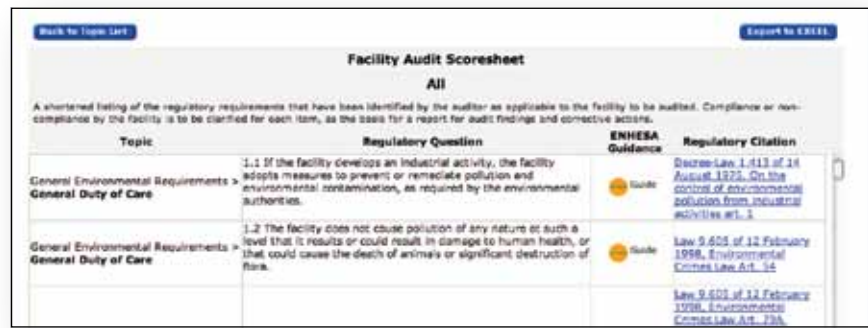 Back to Topic List
Export to EXCEL
Facility Audit Scoresheet
All
A shortened listing of the regulatory requirements that have been identified by the auditor as applicable to the facility to be audited. Compliance or non-
compliance by the facility is to be clarified for each item, as the basis for a report for audit findings and corrective actions.
Topic
Regulatory Question
ENHESA
Guidance
Regulatory Citation
General Environmental Requirements >
General Duty of Care
1.1 If the facility develops an industrial activity, the facility
adopts measures to prevent or remediate pollution and
environmental contamination, as required by the environmental
authorities.
Guide
Decree-Law 1.413 of 14
August 1975, On the
control of environmental
pollution from industrial
activities art. 1
General Environmental Requirements >
General Duty of Care
1.2 The facility does not cause pollution of any nature at such a
level that it results or could result in damage to human health, or
that could cause the death of animals or significant destruction of
flora.
Guide
Law 9.605 of 12 February
1998, Environmental
Crimes Law Art. 54
Law 9.605 of 12 February
1998, Environmental
Crimes Law Art.